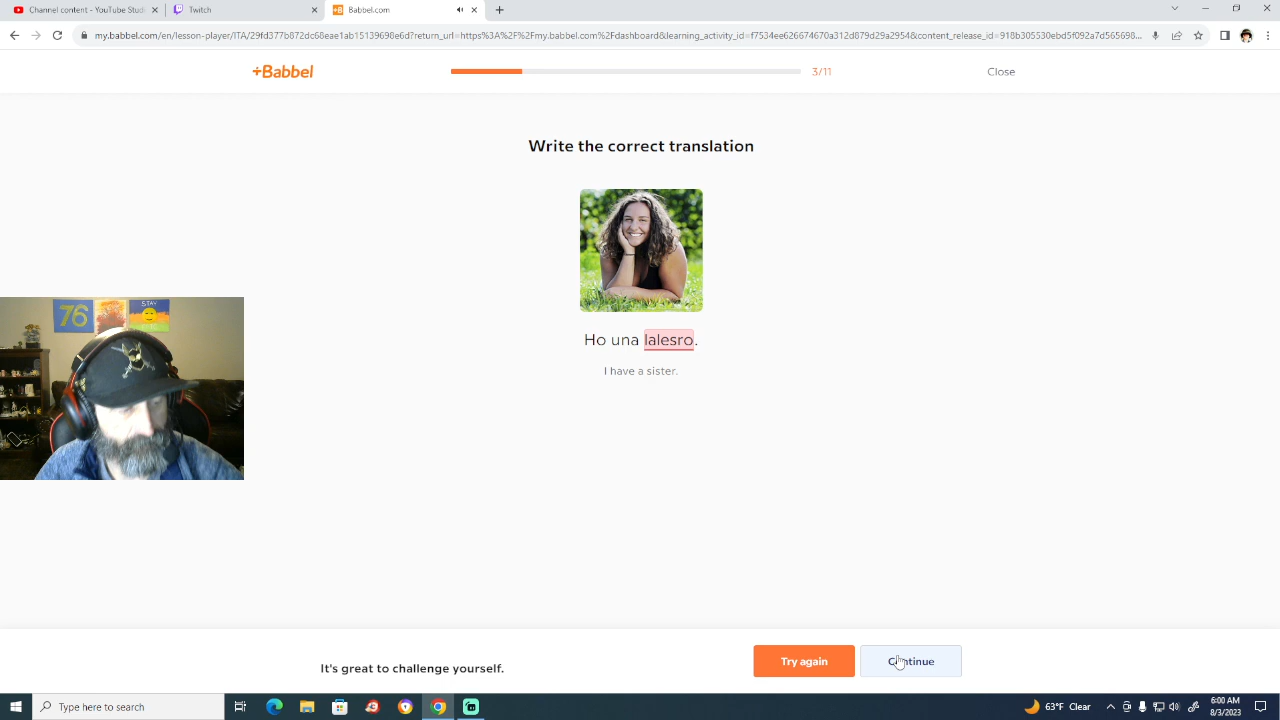 Channel content - YouTube Studi
Twitch
+B Babbel.com
my.babbel.com/en/lesson-player/ITA/29fd377b872dc68eae1ab15139698e6d?return_url=https%3A%2F%2Fmy.babbel.com%2Fdashboard&learning_activity_id=f7534ee626674670a312d879d29a2954&content_release_id=918b305530ebd5f092a7d565698...
+Babbel
3/11
Close
Write the correct translation
76
STAY
Ho una lalesro.
I have a sister.
It's great to challenge yourself.
Try again
Continue
Type here to search
63°F Clear
6:00 AM
8/3/2023